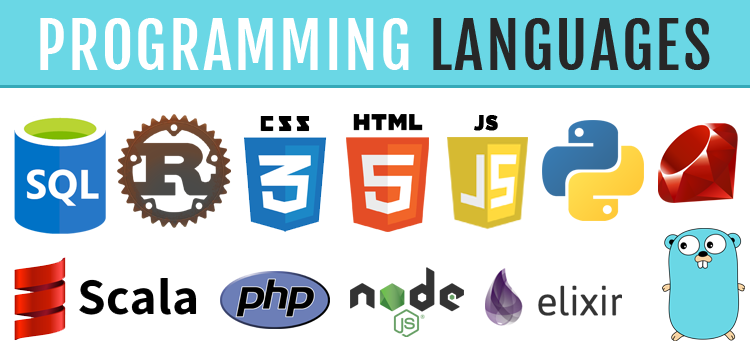 PROGRAMMING LANGUAGES
CSS HTML JS
SQL R 3 5 JS
Scala php node elixir
JS